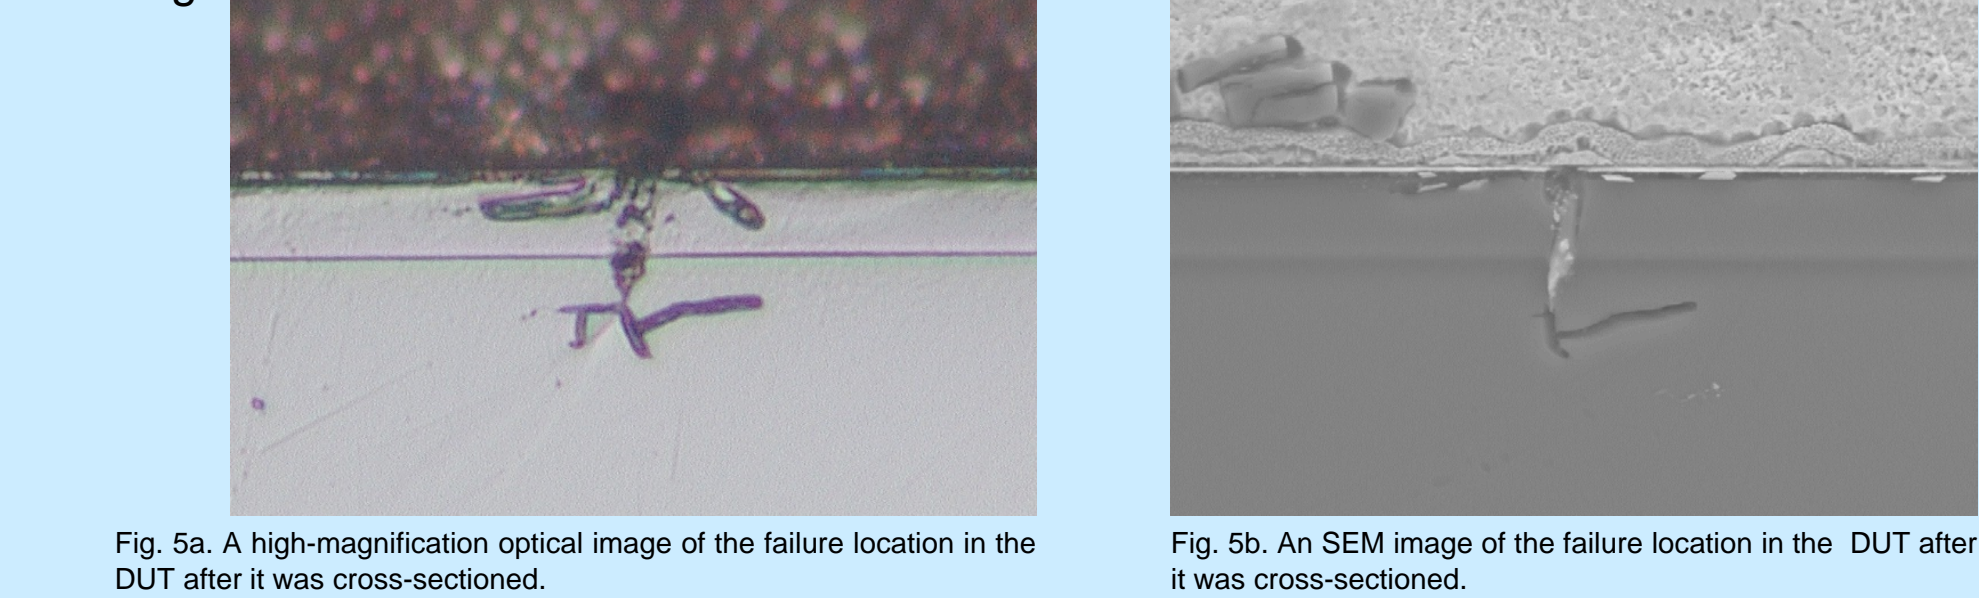 Fig. 5a. A high-magnification optical image of the failure location in the
DUT after it was cross-sectioned.
Fig. 5b. An SEM image of the failure location in the DUT after
it was cross-sectioned.